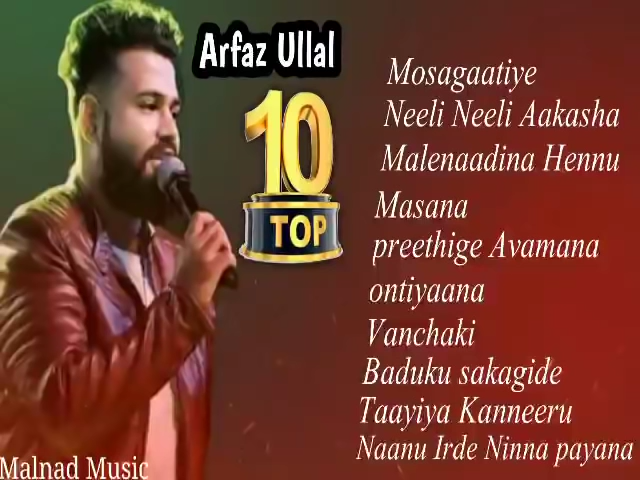 Arfaz Ullal
10
TOP
Mosagaatiye
Neeli Neeli Aakasha
Malenaadina Hennu
Masana
preethige Avamana
ontiyaana
Vanchaki
Baduku sakagide
Taayiya Kanneeru
Naanu Irde Ninna payana
Malnad Music